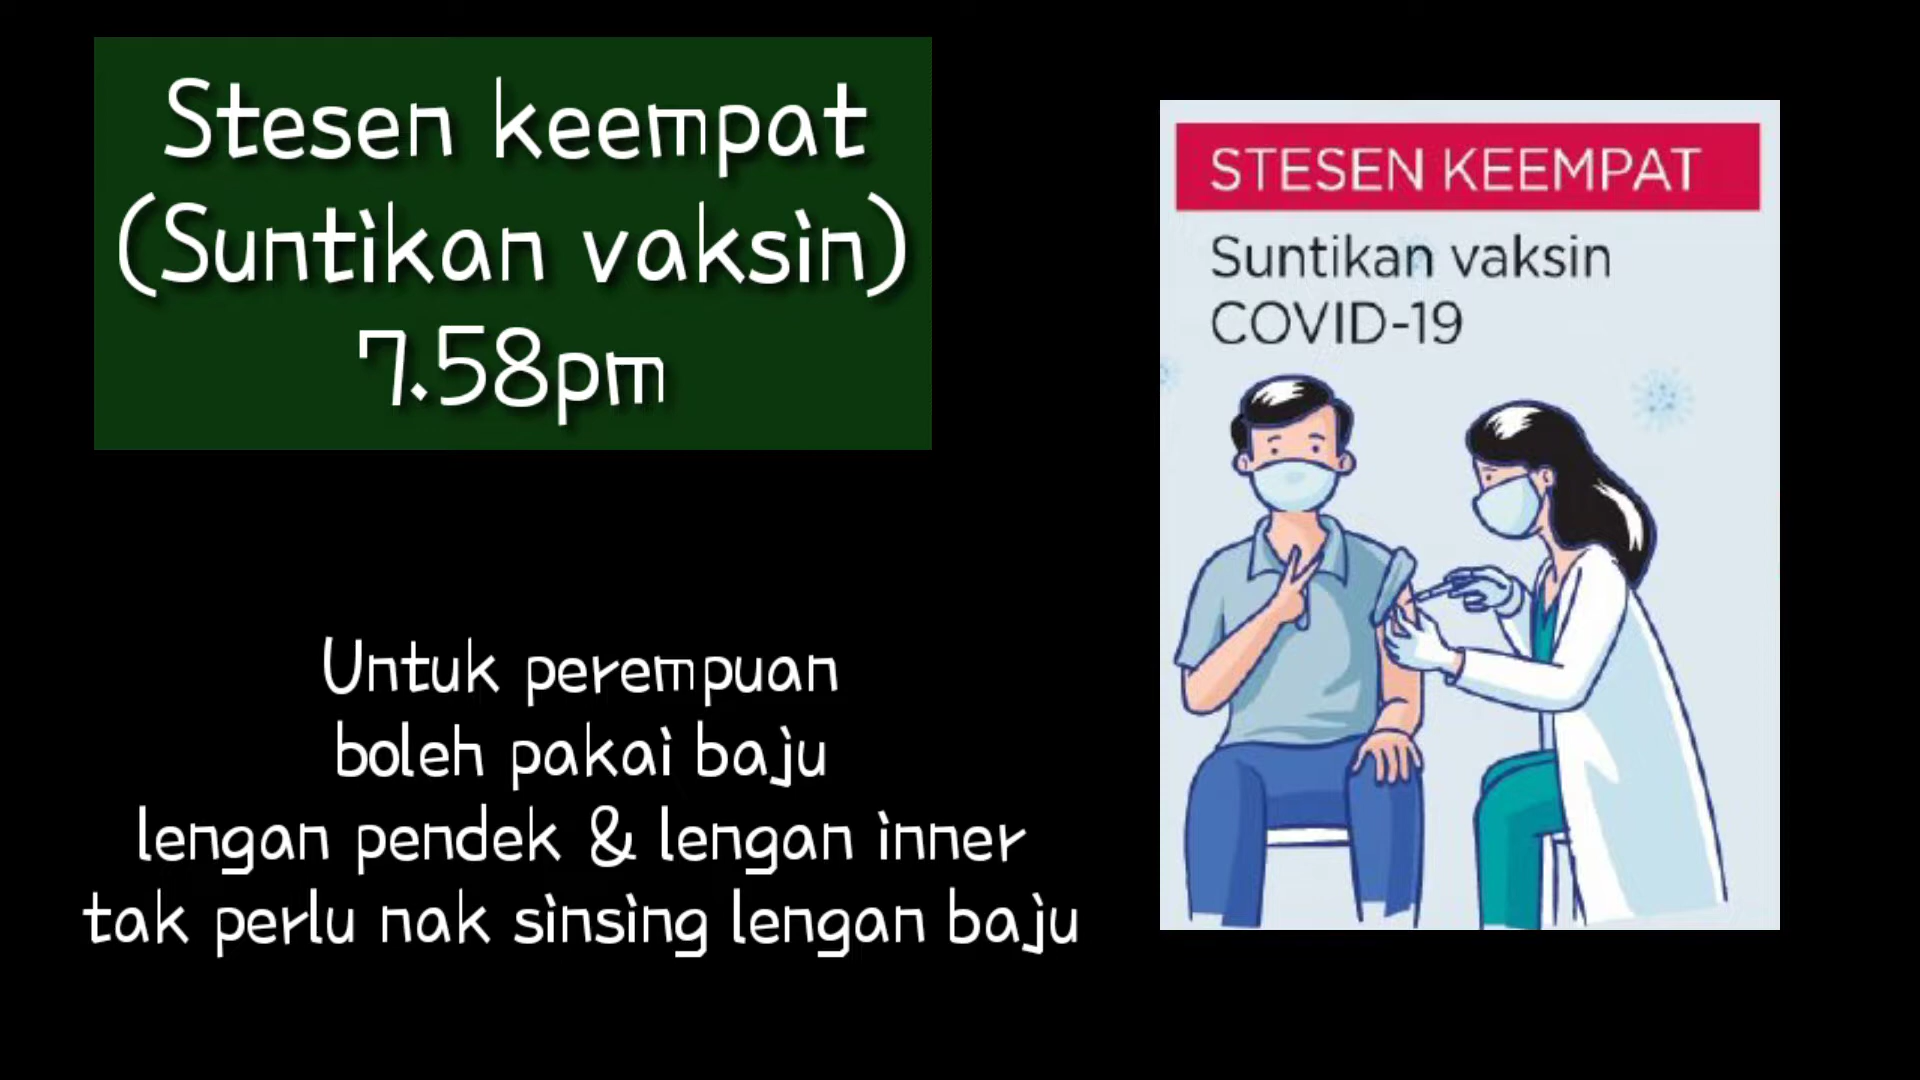 Stesen keempat
(Suntikan vaksin)
7.58pm
Untuk perempuan
boleh pakai baju
lengan pendek & lengan inner
tak perlu nak sinsing lengan baju
STESEN KEEMPAT
Suntikan vaksin
COVID-19